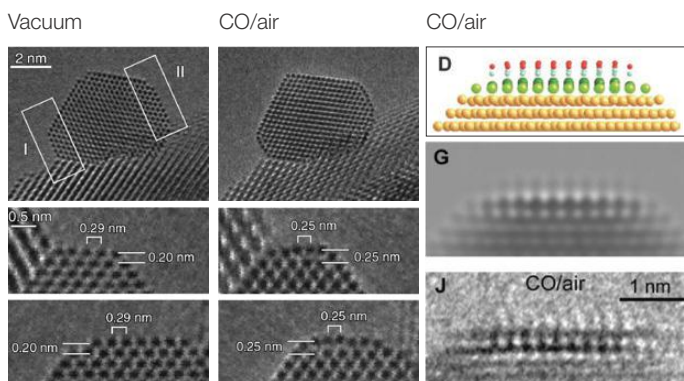 Vacuum
CO/air
CO/air
2 nm
II
I
D
G
0.5 nm
0.29 nm
0.20 nm
0.25 nm
0.25 nm
J
CO/air
1 nm
0.29 nm
0.20 nm
0.25 nm
0.25 nm